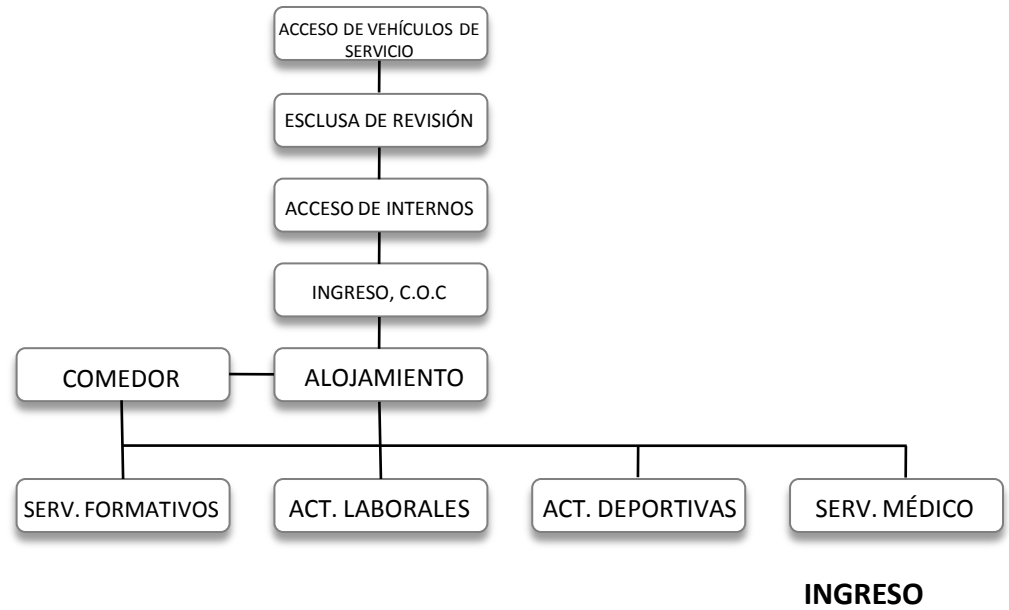 ACCESO DE VEHÍCULOS DE
SERVICIO
ESCLUSA DE REVISIÓN
ACCESO DE INTERNOS
INGRESO, C.O.C
COMEDOR
ALOJAMIENTO
SERV. FORMATIVOS
ACT. LABORALES
ACT. DEPORTIVAS
SERV. MÉDICO
INGRESO